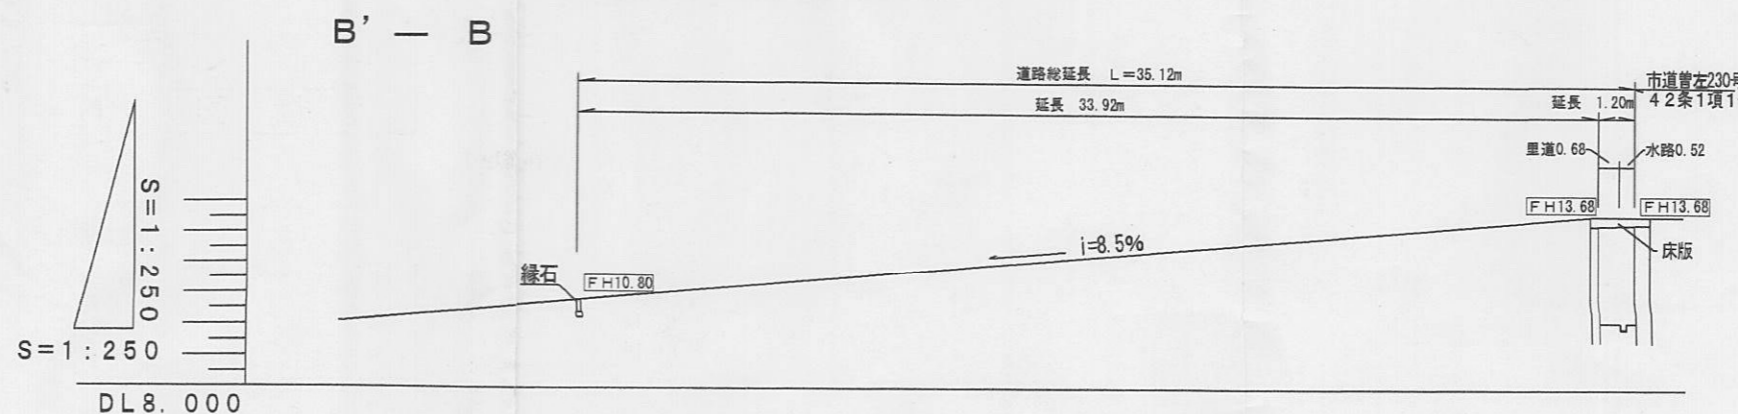 B' — B
道路総延長 L=35.12m
市道曽左230号
延長 33.92m
延長 1.20m
42条1項1
里道0.68
水路0.52
S=1:250
FH13.68
FH13.68
i=8.5%
床版
縁石
FH10.80
S=1:250
DL8.000